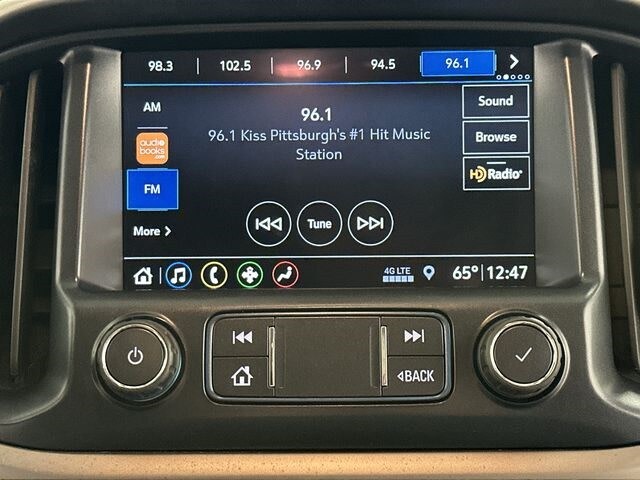 98.3 102.5 96.9 94.5 96.1
AM
audio
books
.com
FM
More
96.1
96.1 Kiss Pittsburgh's #1 Hit Music
Station
Tune
Sound
Browse
HD Radio
4G LTE
65° 12:47
BACK